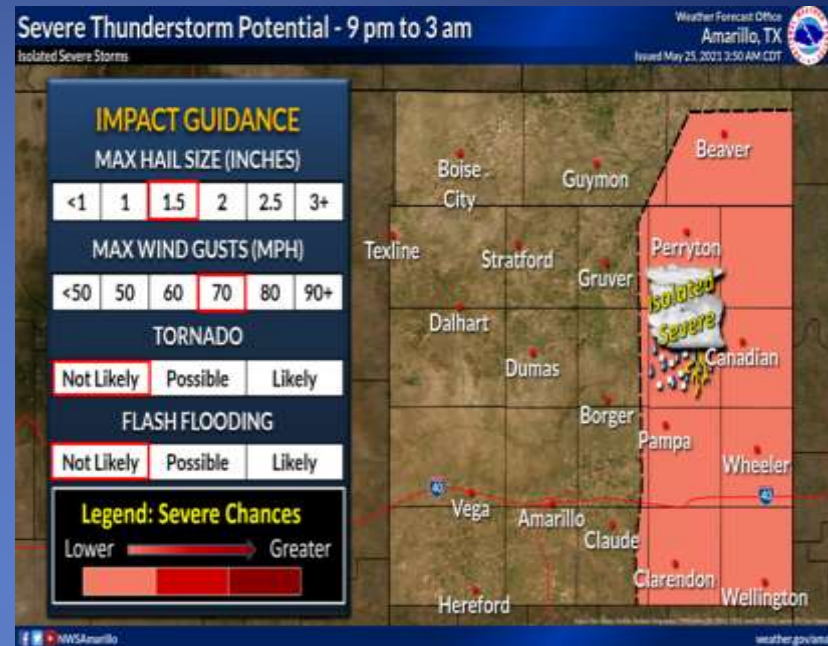 Severe Thunderstorm Potential - 9 pm to 3 am
Isolated Severe Storms
Weather Forecast Office
Amarillo, TX
Issued May 25, 2021 3:50 AM CDT
IMPACT GUIDANCE
MAX HAIL SIZE (INCHES)
<1 1 1.5 2 2.5 3+
MAX WIND GUSTS (MPH)
<50 50 60 70 80 90+
TORNADO
Not Likely Possible Likely
FLASH FLOODING
Not Likely Possible Likely
Legend: Severe Chances
Lower Greater
Beaver
Boise City
Guymon
Texline
Stratford
Gruver
Perryton
Isolated
Severe
Dalhart
Dumas
Canadian
Borger
Pampa
Wheeler
40
40
Vega
Amarillo
Claude
Clarendon
Hereford
Wellington
NWSAmarillo
weather.gov/ama